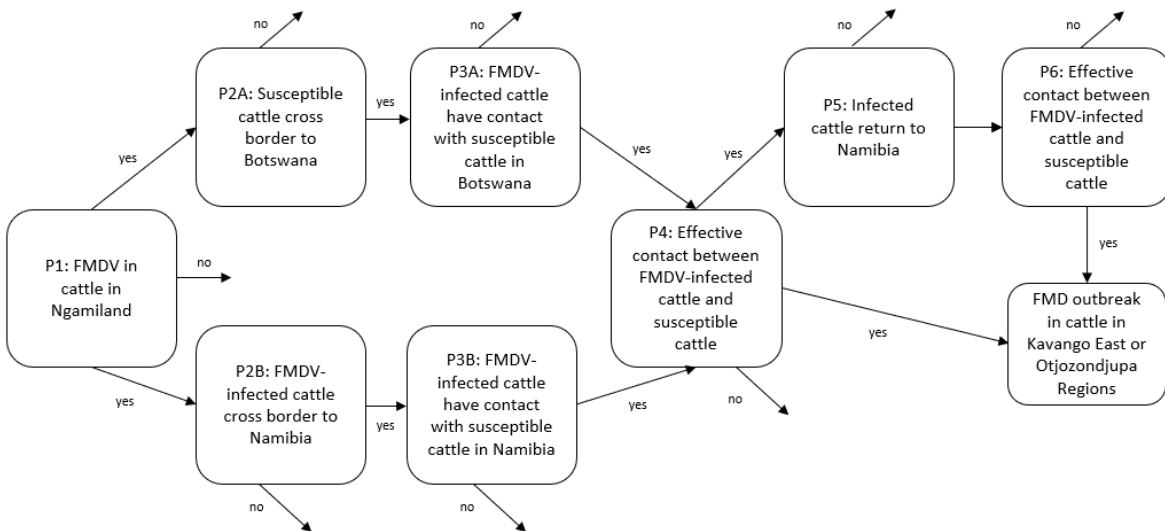 no
no
no
no
P2A: Susceptible
cattle cross
border to
Botswana
yes
P3A: FMDV-
infected cattle
have contact
with susceptible
cattle in
Botswana
P5: Infected
cattle return to
Namibia
P6: Effective
contact between
FMDV-infected
cattle and
susceptible
cattle
yes
yes
yes
P1: FMDV in
cattle in
Ngamiland
no
P4: Effective
contact between
FMDV-infected
cattle and
susceptible
cattle
yes
yes
FMD outbreak
in cattle in
Kavango East or
Otjozondjupa
Regions
yes
P2B: FMDV-
infected cattle
cross border to
Namibia
yes
P3B: FMDV-
infected cattle
have contact
with susceptible
cattle in Namibia
yes
no
no
no